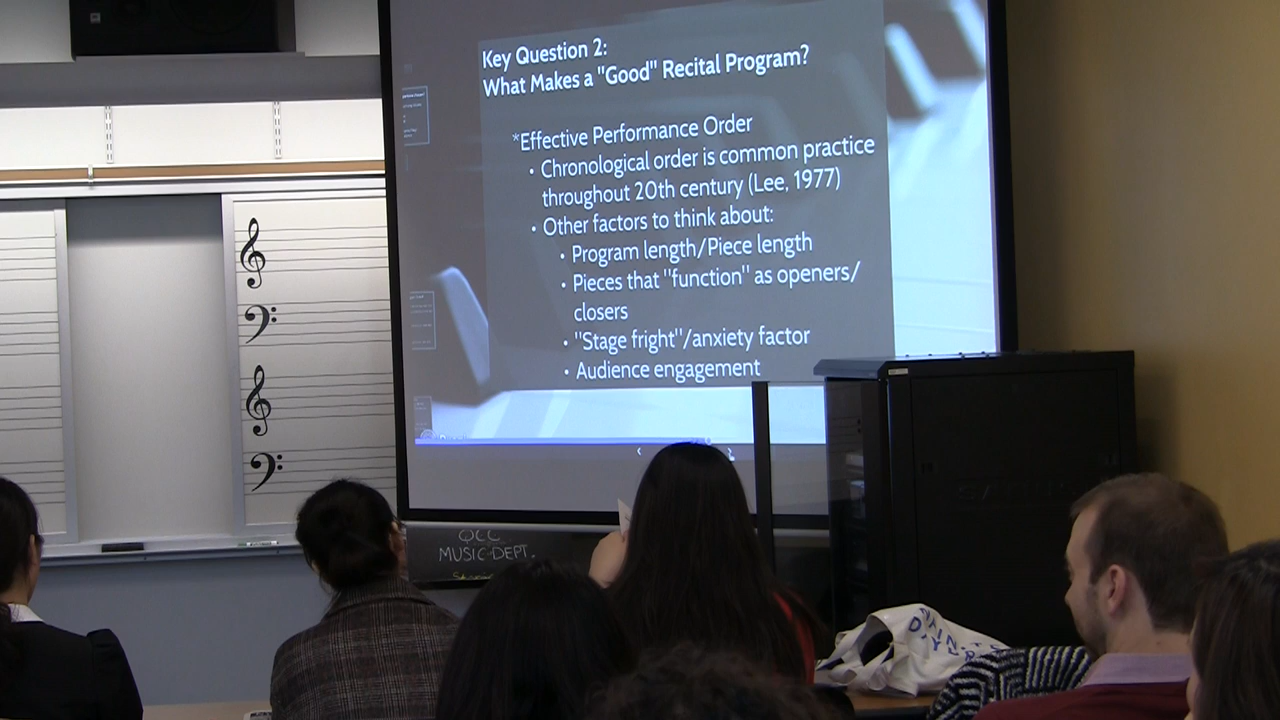 Key Question 2:
What Makes a "Good" Recital Program?
*Effective Performance Order
• Chronological order is common practice
throughout 20th century (Lee, 1977)
• Other factors to think about:
• Program length/Piece length
• Pieces that "function" as openers/
closers
• "Stage fright"/anxiety factor
• Audience engagement
QCC
MUSIC DEPT.